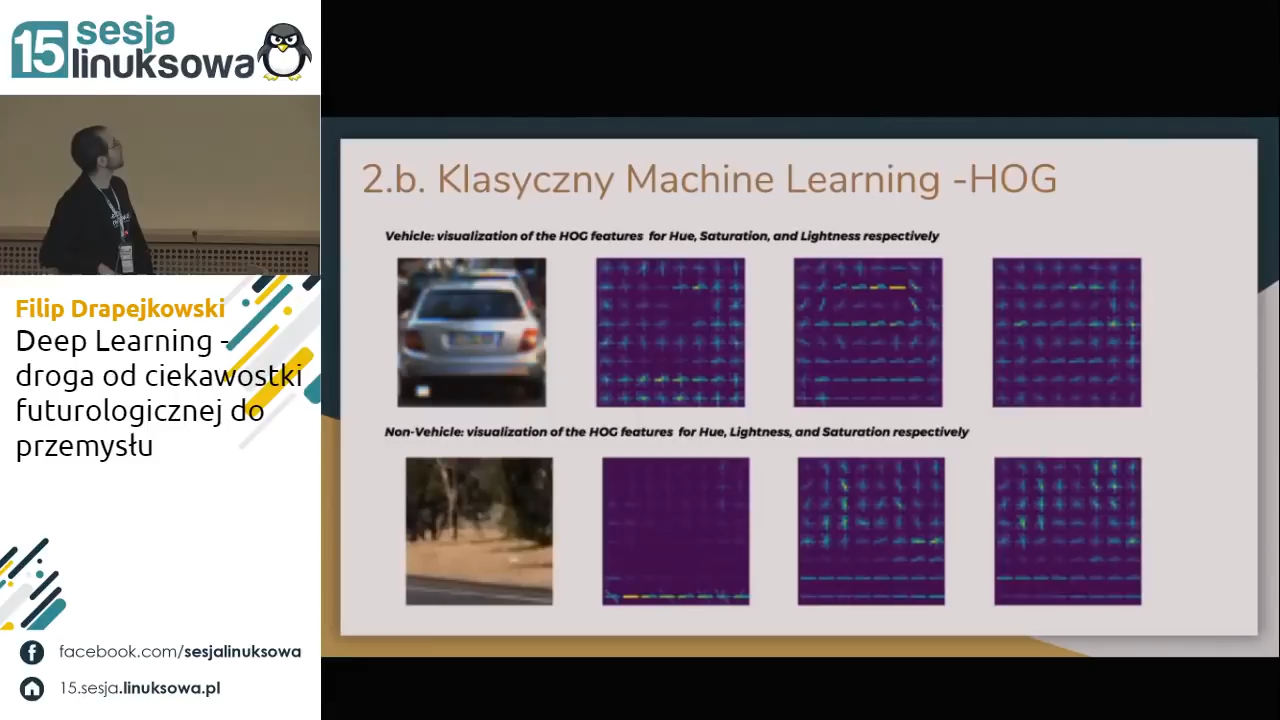 15 sesja
linuksowa
Filip Drapejkowski
Deep Learning -
droga od ciekawostki
futurologicznej do
przemysłu
facebook.com/sesjalinuksowa
15.sesja.linuksowa.pl
2.b. Klasyczny Machine Learning -HOG
Vehicle: visualization of the HOG features for Hue, Saturation, and Lightness respectively
Non-Vehicle: visualization of the HOG features for Hue, Lightness, and Saturation respectively